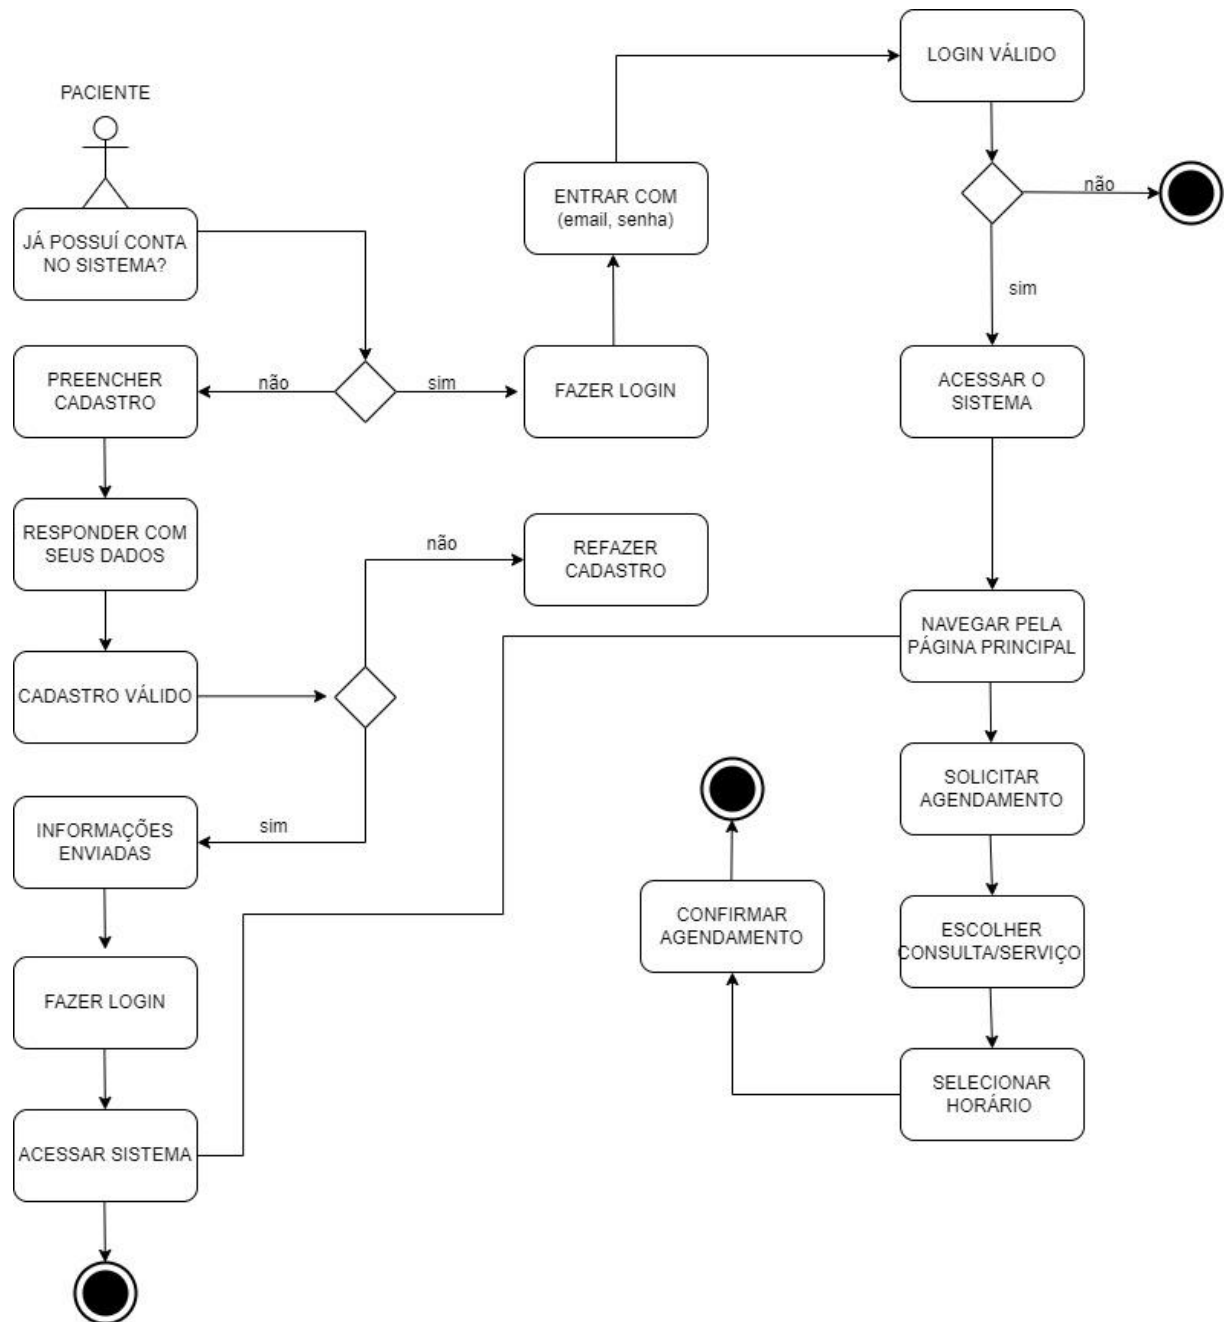 PACIENTE
JÁ POSSUÍ CONTA
NO SISTEMA?
não
sim
PREENCHER
CADASTRO
RESPONDER COM
SEUS DADOS
CADASTRO VÁLIDO
não
REFAZER
CADASTRO
sim
INFORMAÇÕES
ENVIADAS
FAZER LOGIN
ACESSAR SISTEMA
FAZER LOGIN
ENTRAR COM
(email, senha)
LOGIN VÁLIDO
não
sim
ACESSAR O
SISTEMA
NAVEGAR PELA
PÁGINA PRINCIPAL
SOLICITAR
AGENDAMENTO
ESCOLHER
CONSULTA/SERVIÇO
SELECIONAR
HORÁRIO
CONFIRMAR
AGENDAMENTO